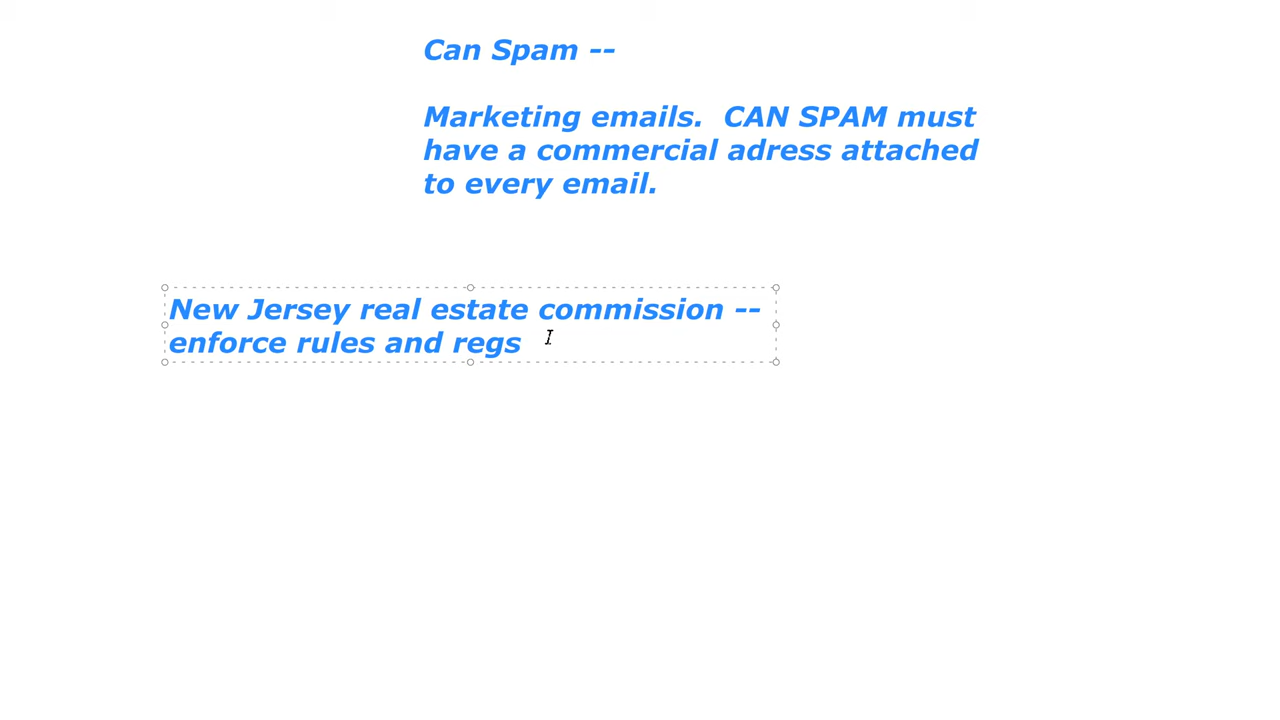 Can Spam --
Marketing emails.  CAN SPAM must
have a commercial adress attached
to every email.
New Jersey real estate commission --
enforce rules and regs